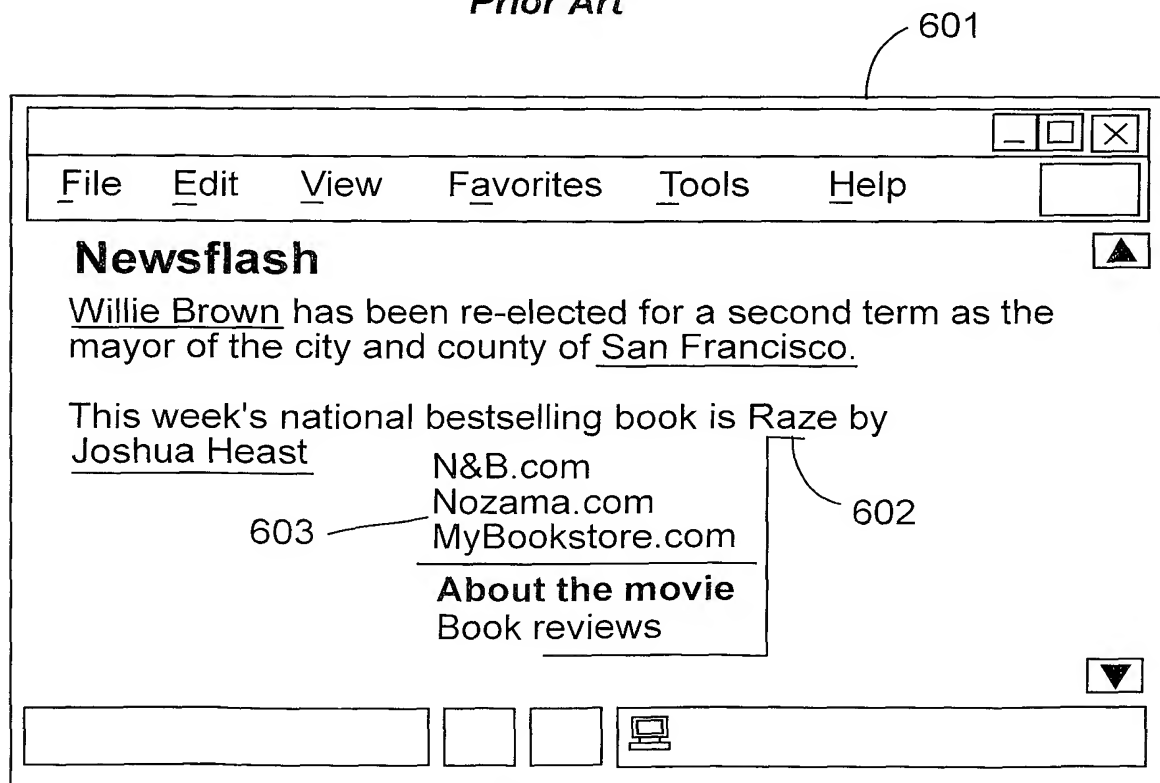 Prior Art
601
File Edit View Favorites Tools Help
Newsflash
Willie Brown has been re-elected for a second term as the
mayor of the city and county of San Francisco.
This week's national bestselling book is Raze by
Joshua Heast
N&B.com
Nozama.com
602
603
MyBookstore.com
About the movie
Book reviews